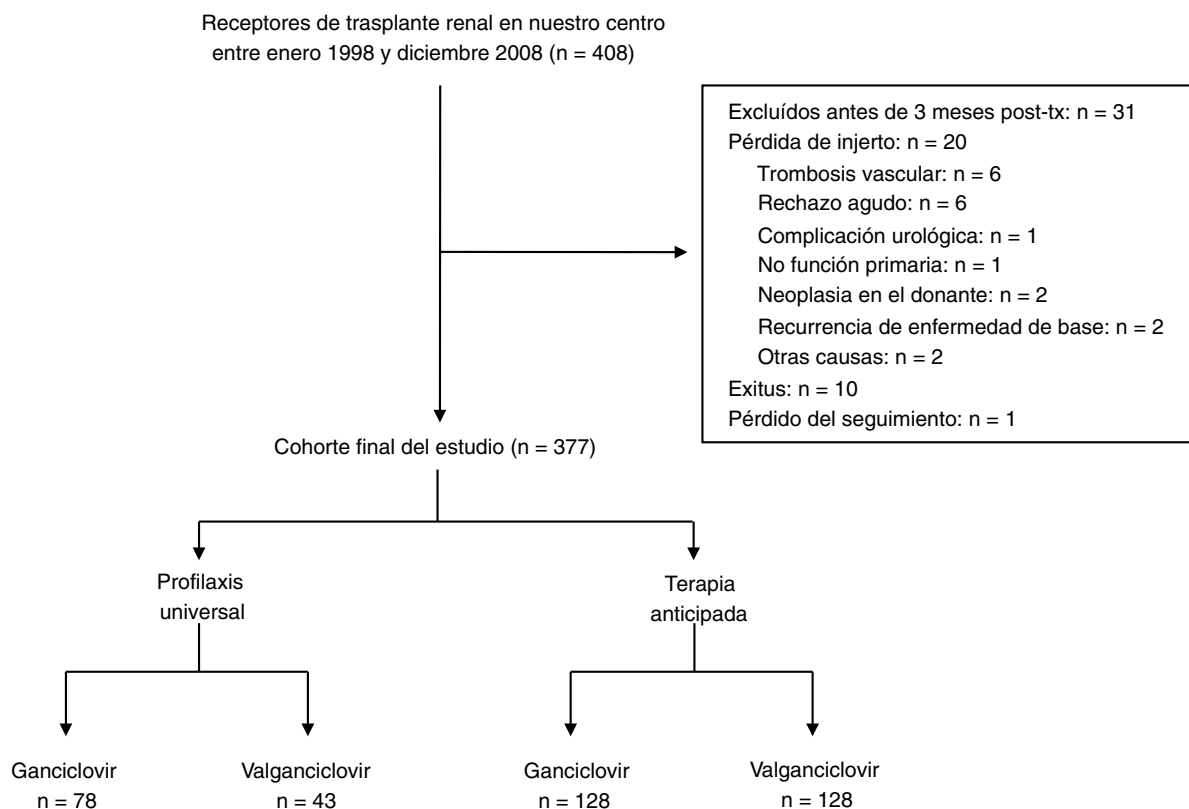 Receptores de trasplante renal en nuestro centro
entre enero 1998 y diciembre 2008 (n = 408)
Excluídos antes de 3 meses post-tx: n = 31
Pérdida de injerto: n = 20
Trombosis vascular: n = 6
Rechazo agudo: n = 6
Complicación urológica: n = 1
No función primaria: n = 1
Neoplasia en el donante: n = 2
Recurrencia de enfermedad de base: n = 2
Otras causas: n = 2
Exitus: n = 10
Pérdido del seguimiento: n = 1
Cohorte final del estudio (n = 377)
Profilaxis
universal
Terapia
anticipada
Ganciclovir
n = 78
Valganciclovir
n = 43
Ganciclovir
n = 128
Valganciclovir
n = 128